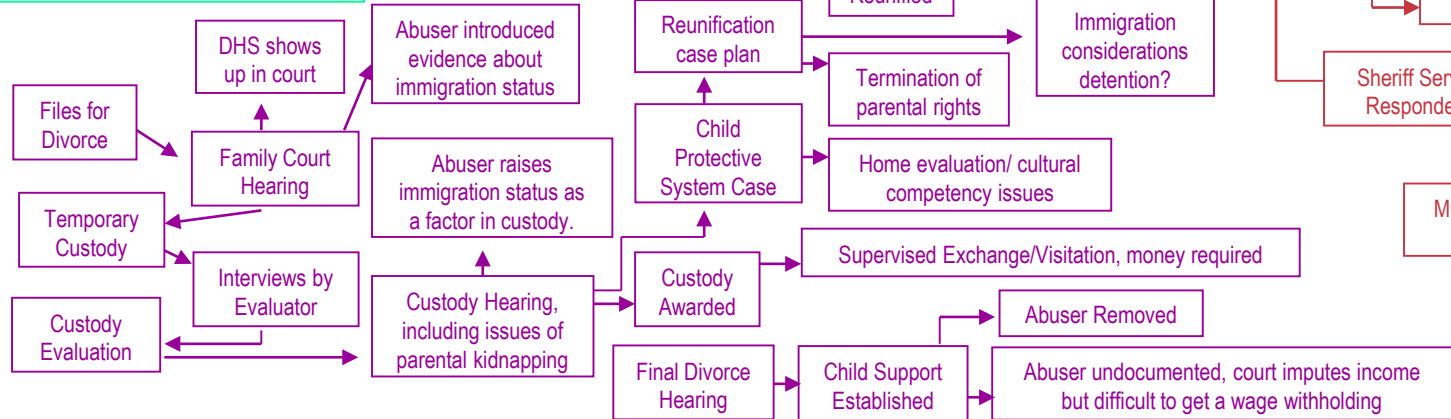 Files for
Divorce
DHS shows
up in court
Family Court
Hearing
Abuser introduced
evidence about
immigration status
Temporary
Custody
Interviews by
Evaluator
Custody
Evaluation
Abuser raises
immigration status as
a factor in custody.
Custody Hearing,
including issues of
parental kidnapping
Reunification
case plan
Immigration
considerations
detention?
Termination of
parental rights
Child
Protective
System Case
Home evaluation/ cultural
competency issues
Custody
Awarded
Supervised Exchange/Visitation, money required
Final Divorce
Hearing
Child Support
Established
Abuser Removed
Abuser undocumented, court imputes income
but difficult to get a wage withholding
Sheriff